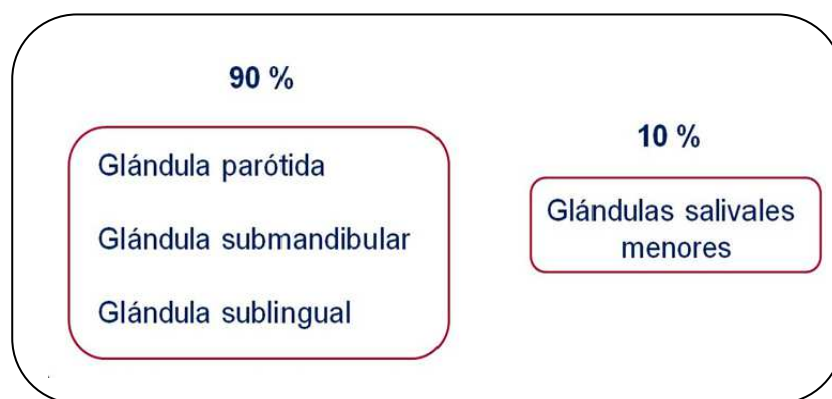 90 %
Glándula parótida
Glándula submandibular
Glándula sublingual
10 %
Glándulas salivales
menores